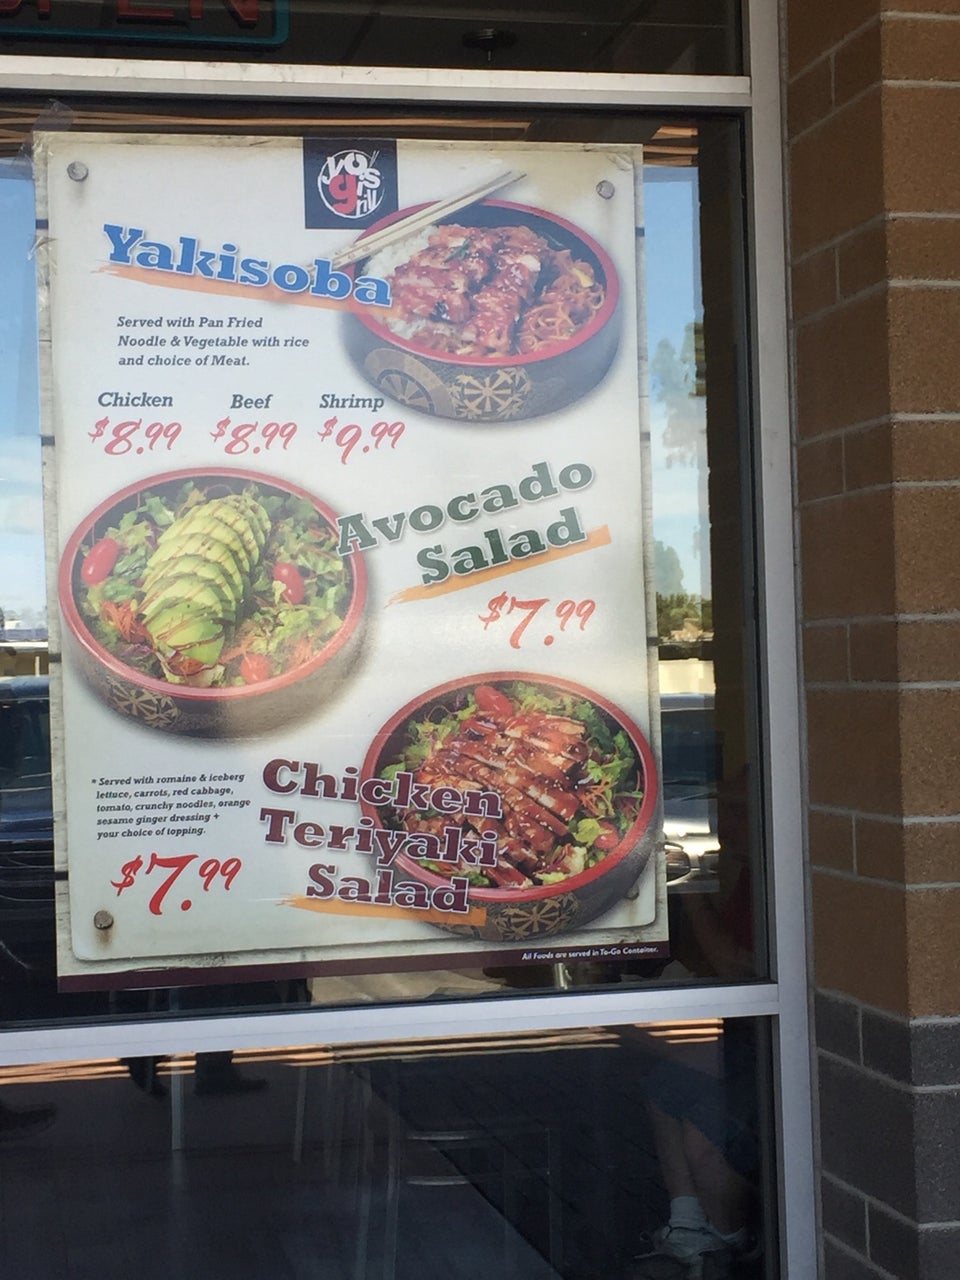 OPEN
yo's
grill
Yakisoba
Served with Pan Fried
Noodle & Vegetable with rice
and choice of Meat.
Chicken Beef Shrimp
$8.99 $8.99 $9.99
Avocado
Salad
$7.99
* Served with romaine & iceberg
lettuce, carrots, red cabbage,
tomato, crunchy noodles, orange
sesame ginger dressing +
your choice of topping.
$7.99
Chicken
Teriyaki
Salad
All Foods are served in To-Go Container.